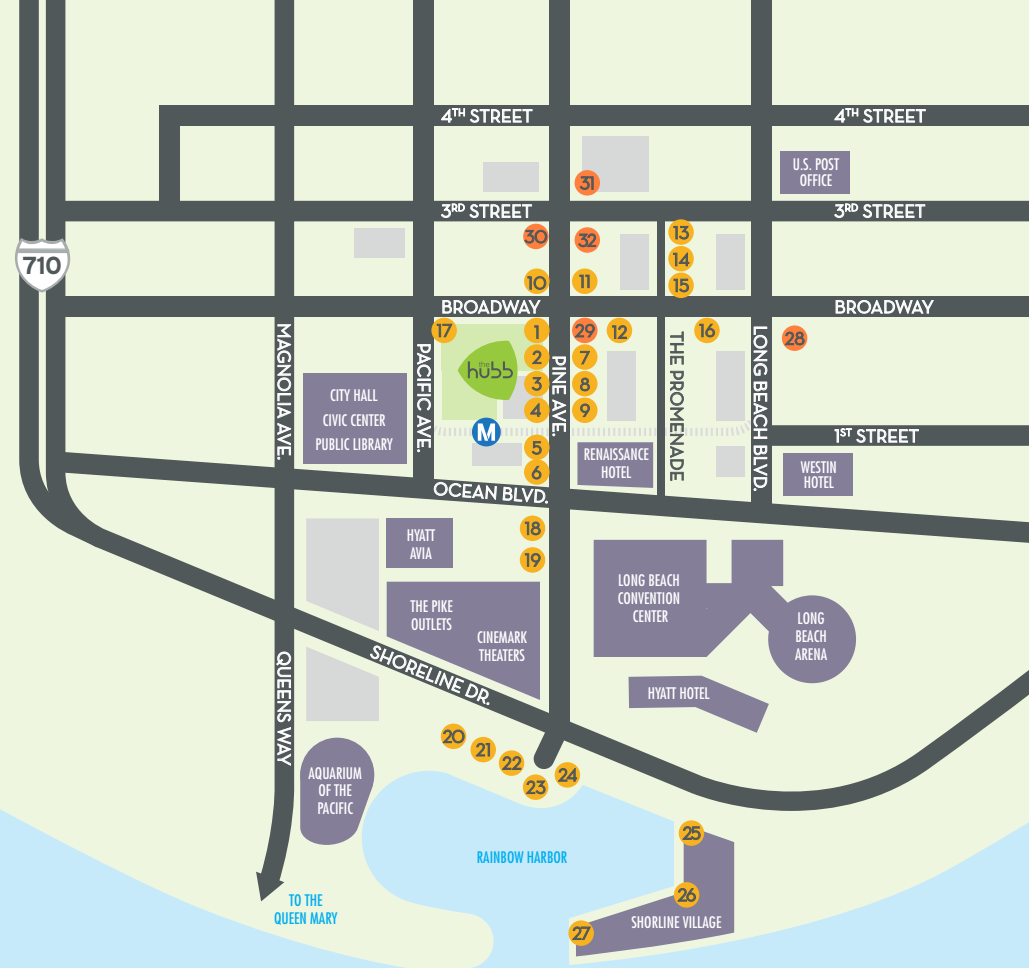 4TH STREET
4TH STREET
U.S. POST
OFFICE
31
3RD STREET
3RD STREET
30
32
13
14
15
710
10
11
BROADWAY
BROADWAY
17
1
29
12
16
28
2
7
the
hubb
3
8
4
9
MAGNOLIA AVE.
PACIFIC AVE.
PINE AVE.
THE PROMENADE
LONG BEACH BLVD.
CITY HALL
CIVIC CENTER
PUBLIC LIBRARY
M
1ST STREET
5
6
RENAISSANCE
HOTEL
WESTIN
HOTEL
OCEAN BLVD.
18
19
HYATT
AVIA
THE PIKE
OUTLETS
CINEMARK
THEATERS
LONG BEACH
CONVENTION
CENTER
LONG
BEACH
ARENA
HYATT HOTEL
SHORELINE DR.
QUEENS WAY
20
21
22
23
24
AQUARIUM
OF THE
PACIFIC
RAINBOW HARBOR
25
26
27
SHORLINE VILLAGE
TO THE
QUEEN MARY